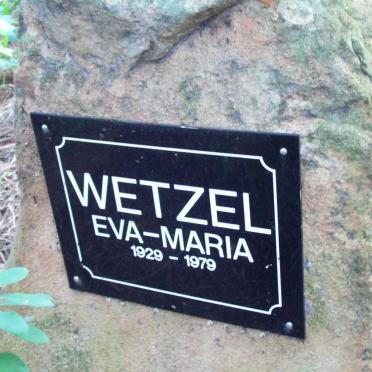 WETZEL
EVA-MARIA
1929 - 1979